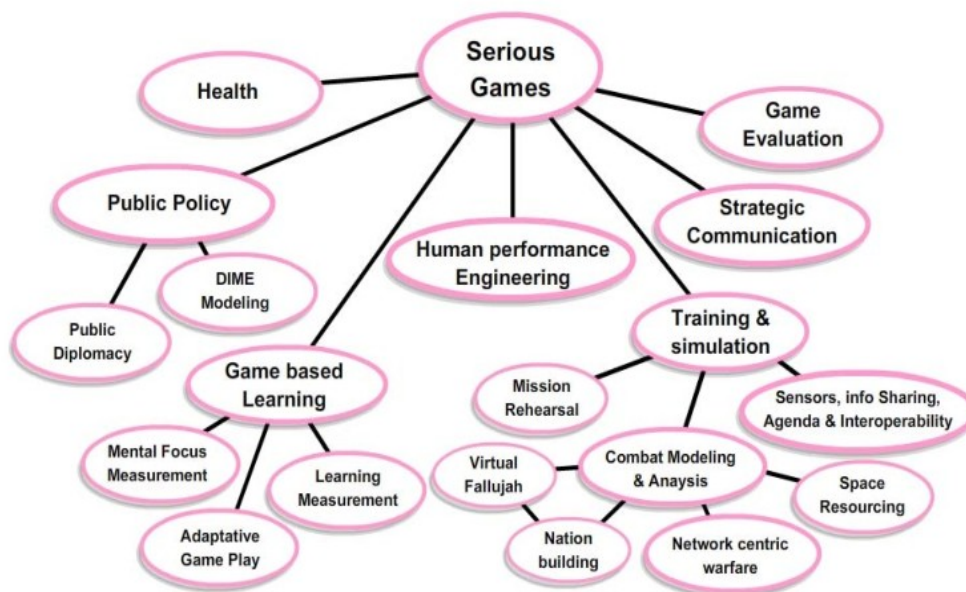 Serious
Games
Health
Game
Evaluation
Public Policy
Strategic
Communication
Human performance
Engineering
DIME
Modeling
Public
Diplomacy
Training &
simulation
Game based
Learning
Mission
Rehearsal
Sensors, info Sharing,
Agenda & Interoperability
Mental Focus
Measurement
Learning
Measurement
Virtual
Fallujah
Combat Modeling
& Anaysis
Space
Resourcing
Adaptative
Game Play
Nation
building
Network centric
warfare